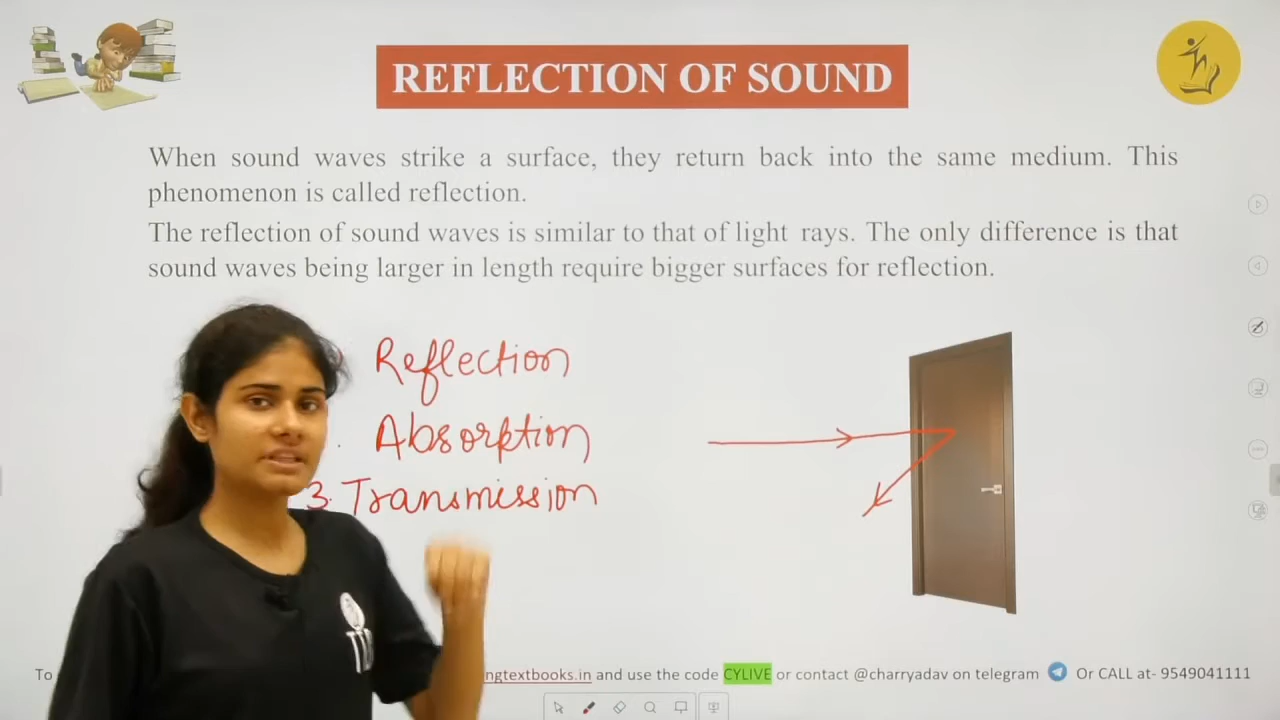 REFLECTION OF SOUND
When sound waves strike a surface, they return back into the same medium. This
phenomenon is called reflection.
The reflection of sound waves is similar to that of light rays. The only difference is that
sound waves being larger in length require bigger surfaces for reflection.
Reflection
Absorption
3. Transmission
To
ngtextbooks.in and use the code CYLIVE or contact @charryadav on telegram Or CALL at- 9549041111